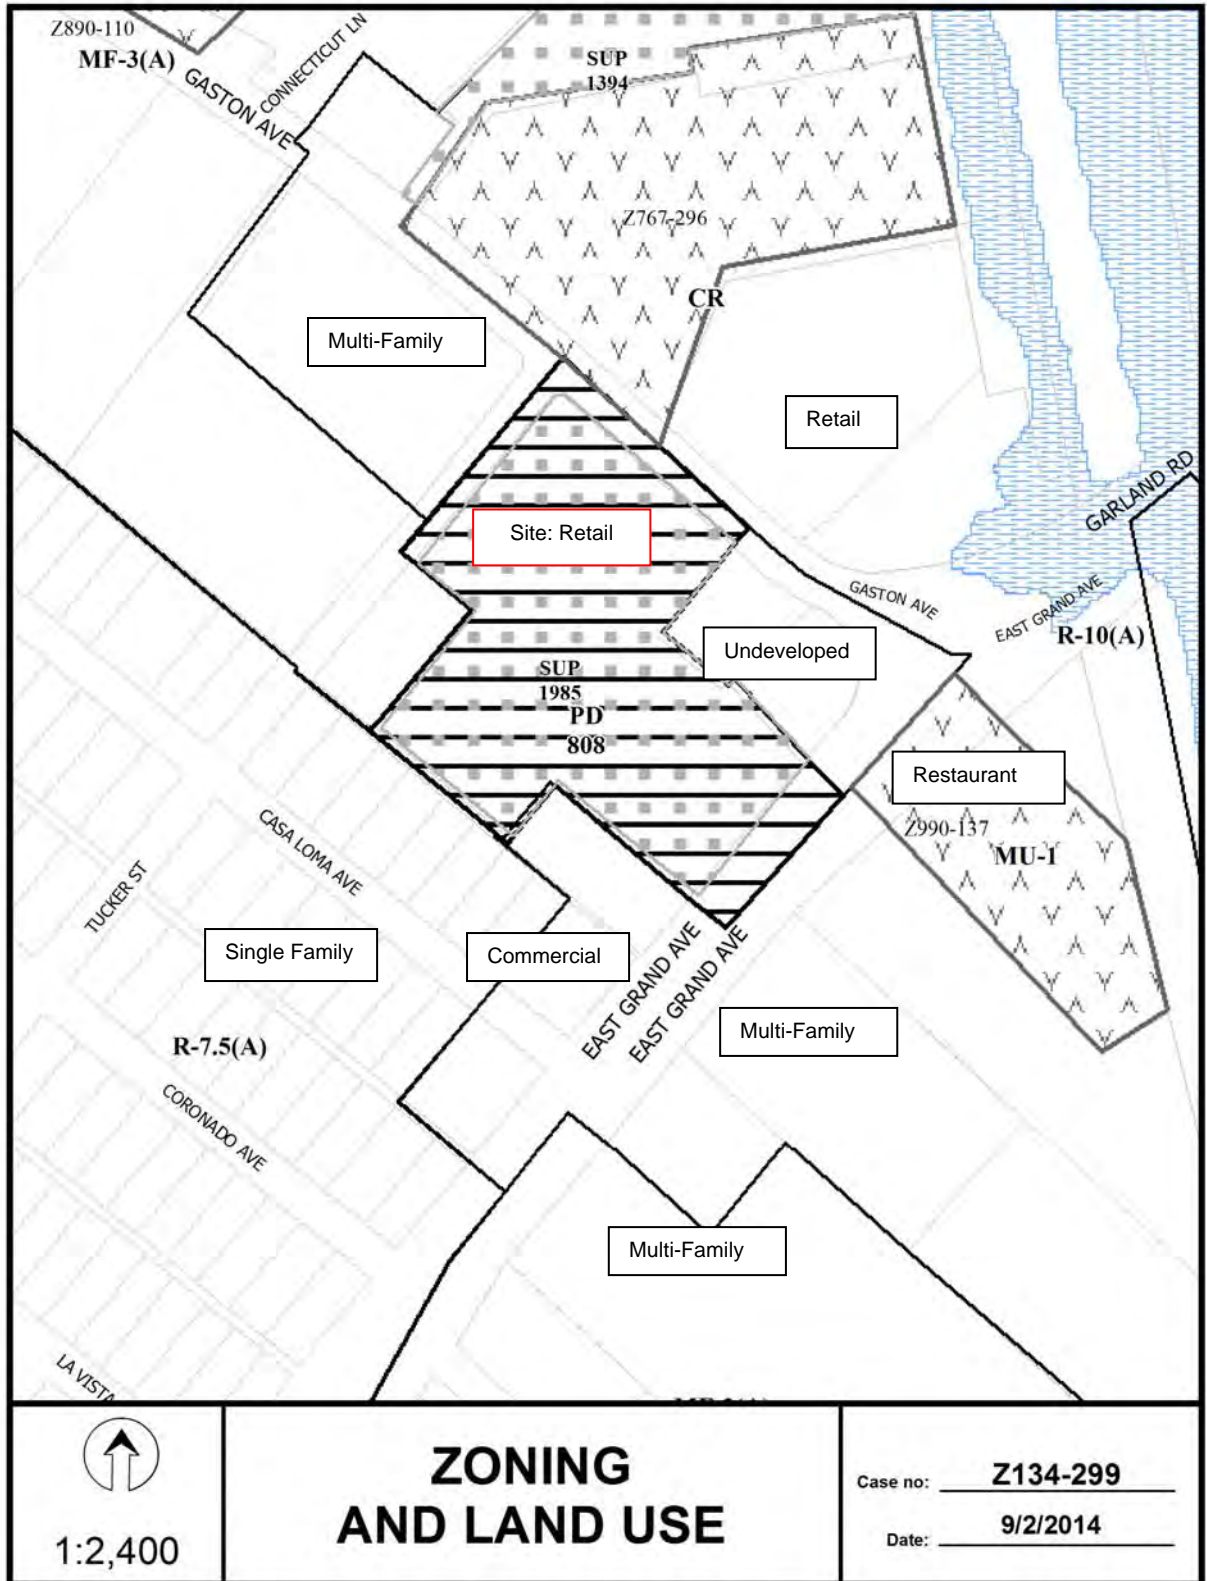 Z890-110
MF-3(A)
GASTON AVE
CONNECTICUT LN
SUP
1394
Z767-296
CR
Multi-Family
Retail
GARLAND RD
Site: Retail
GASTON AVE
EAST GRAND AVE
R-10(A)
Undeveloped
SUP
1985
PD
808
Restaurant
Z990-137
MU-1
CASA LOMA AVE
TUCKER ST
Single Family
Commercial
EAST GRAND AVE
EAST GRAND AVE
Multi-Family
R-7.5(A)
CORONADO AVE
Multi-Family
LA VISTA
1:2,400
ZONING
AND LAND USE
Case no: Z134-299
Date: 9/2/2014